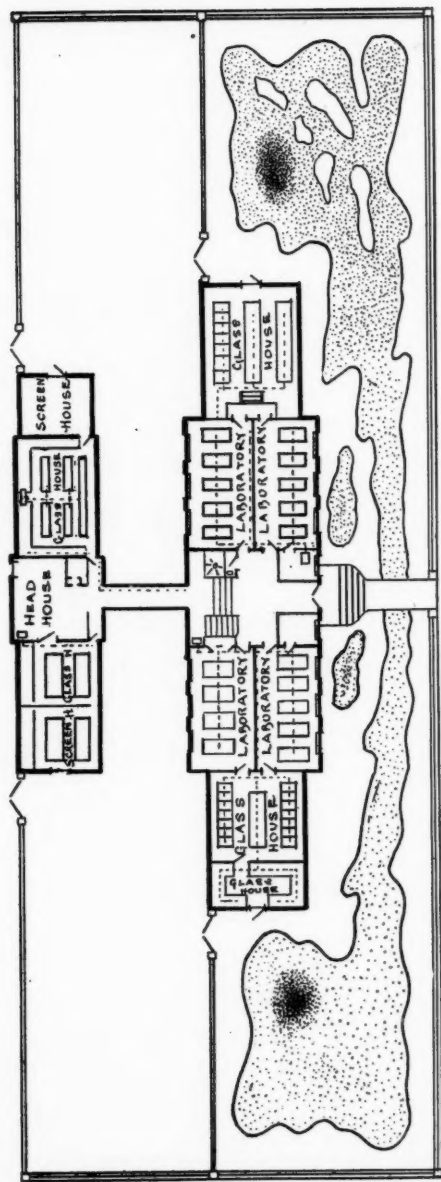 SCREEN
HOUSE
GLASS HOUSE
HEAD
HOUSE
GLASS H
SCREEN H
GLASS
HOUSE
LABORATORY
LABORATORY
LABORATORY
LABORATORY
GLASS
HOUSE
GLASS
HOUSE